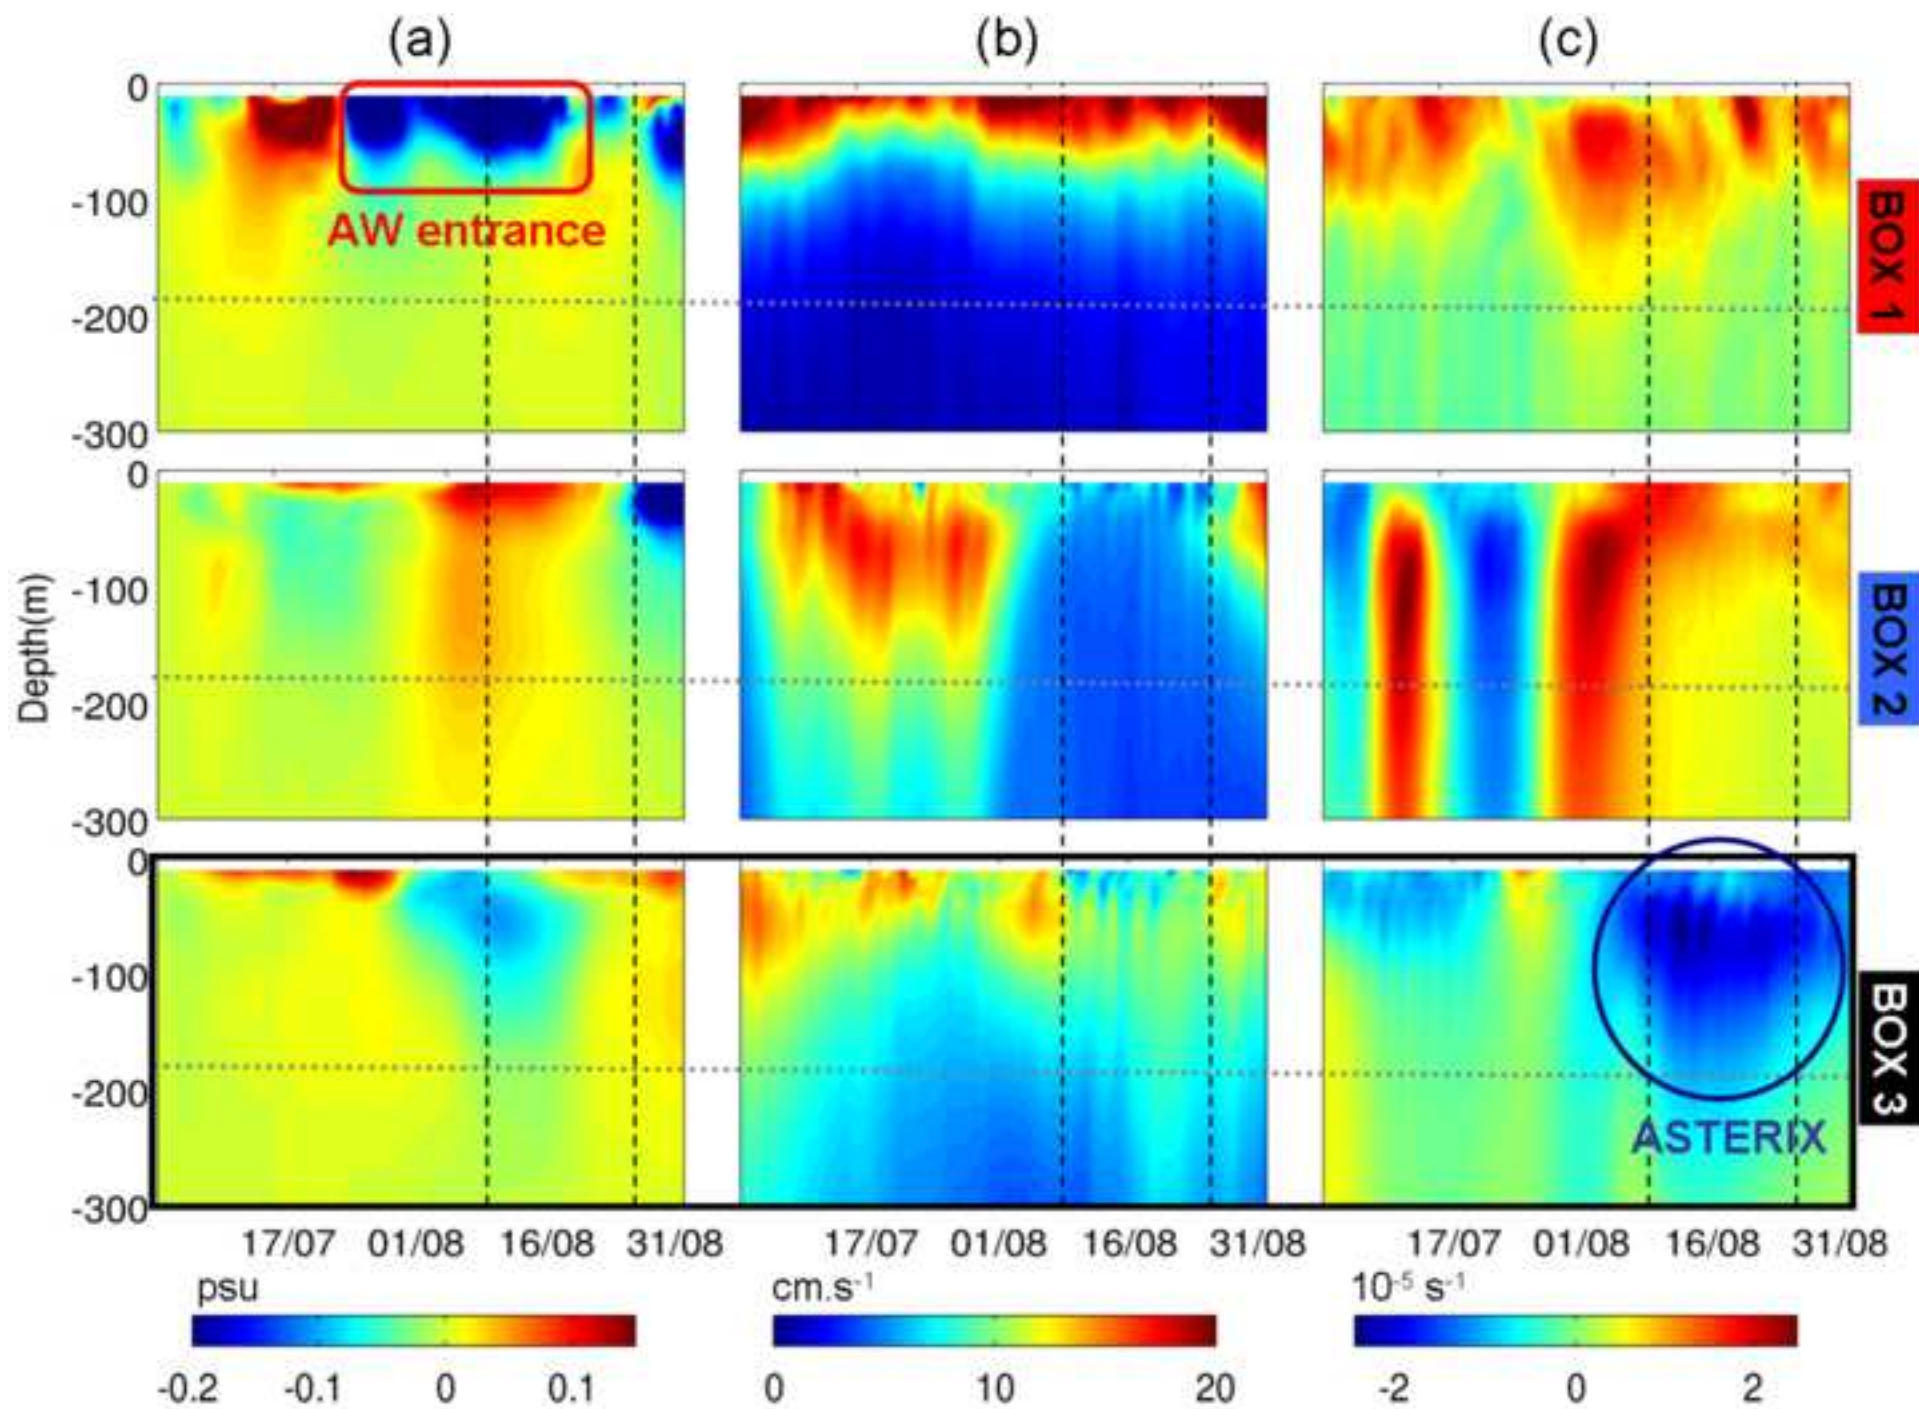 (a) (b) (c)
0
-100
-200
-300
AW entrance
BOX 1
0
-100
-200
-300
Depth(m)
BOX 2
0
-100
-200
-300
ASTERIX
BOX 3
17/07 01/08 16/08 31/08 17/07 01/08 16/08 31/08 17/07 01/08 16/08 31/08
psu cm.s⁻¹ 10⁻⁵ s⁻¹
-0.2 -0.1 0 0.1 0 10 20 -2 0 2